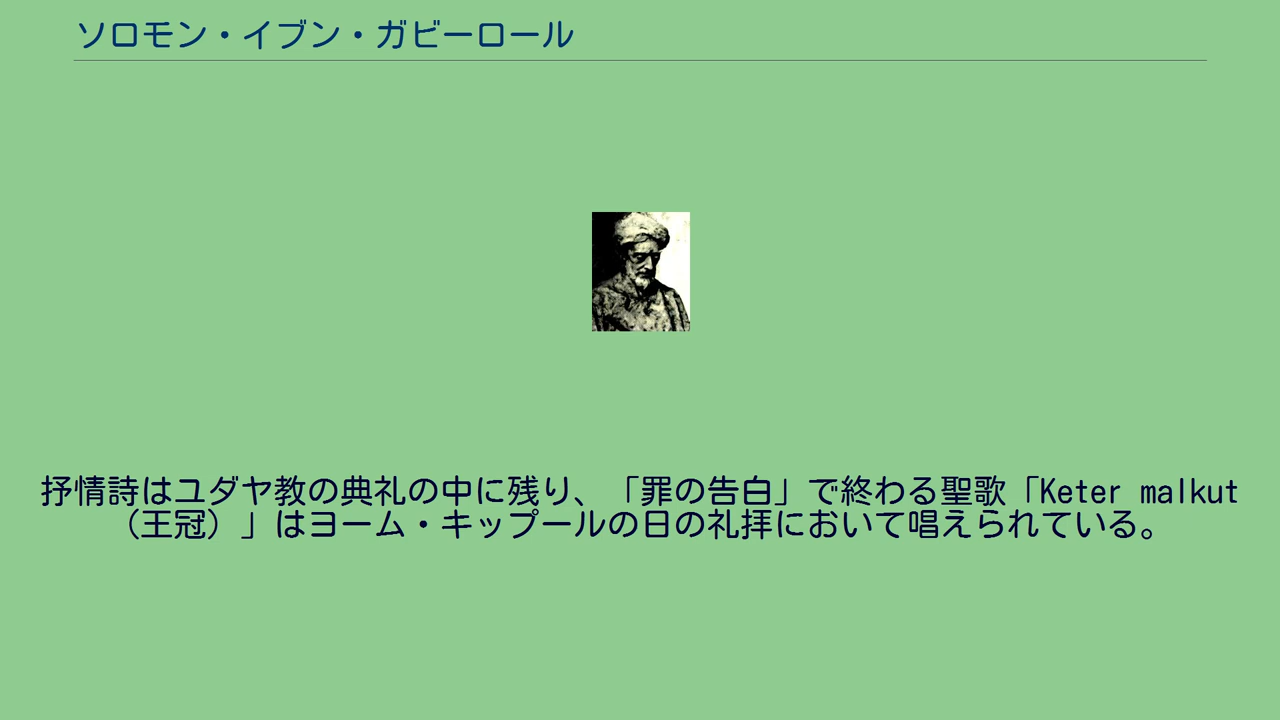 ソロモン・イブン・ガビーロール
抒情詩はユダヤ教の典礼の中に残り、「罪の告白」で終わる聖歌「Keter malkut
（王冠）」はヨーム・キップールの日の礼拝において唱えられている。